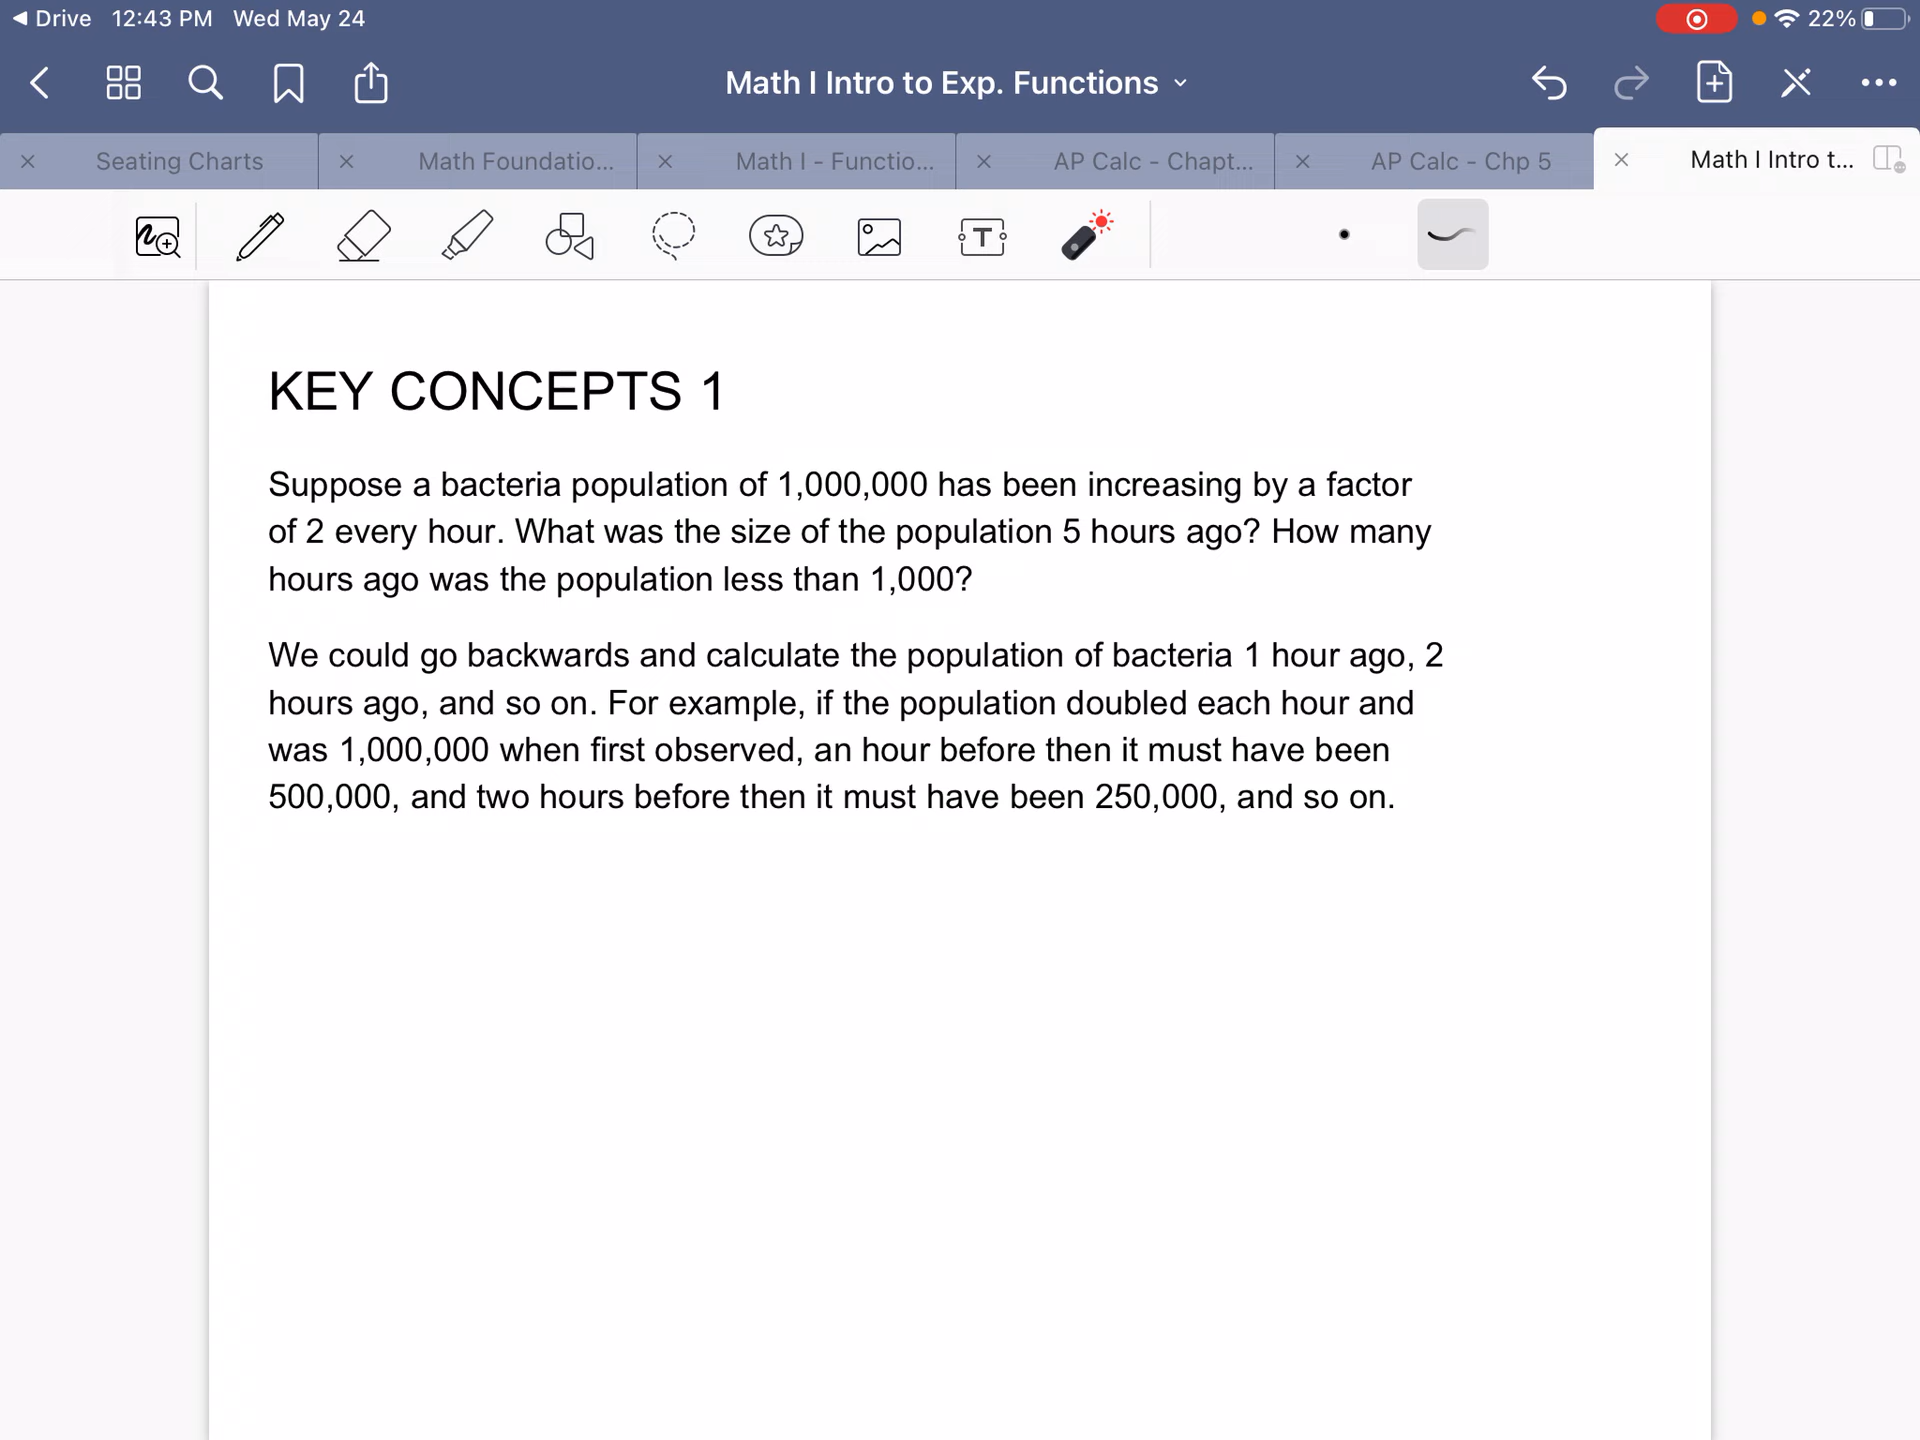 Drive 12:43 PM Wed May 24 22%
Math I Intro to Exp. Functions
Seating Charts Math Foundatio... Math I - Functio... AP Calc - Chapt... AP Calc - Chp 5 Math I Intro t...
T
KEY CONCEPTS 1
Suppose a bacteria population of 1,000,000 has been increasing by a factor
of 2 every hour. What was the size of the population 5 hours ago? How many
hours ago was the population less than 1,000?
We could go backwards and calculate the population of bacteria 1 hour ago, 2
hours ago, and so on. For example, if the population doubled each hour and
was 1,000,000 when first observed, an hour before then it must have been
500,000, and two hours before then it must have been 250,000, and so on.